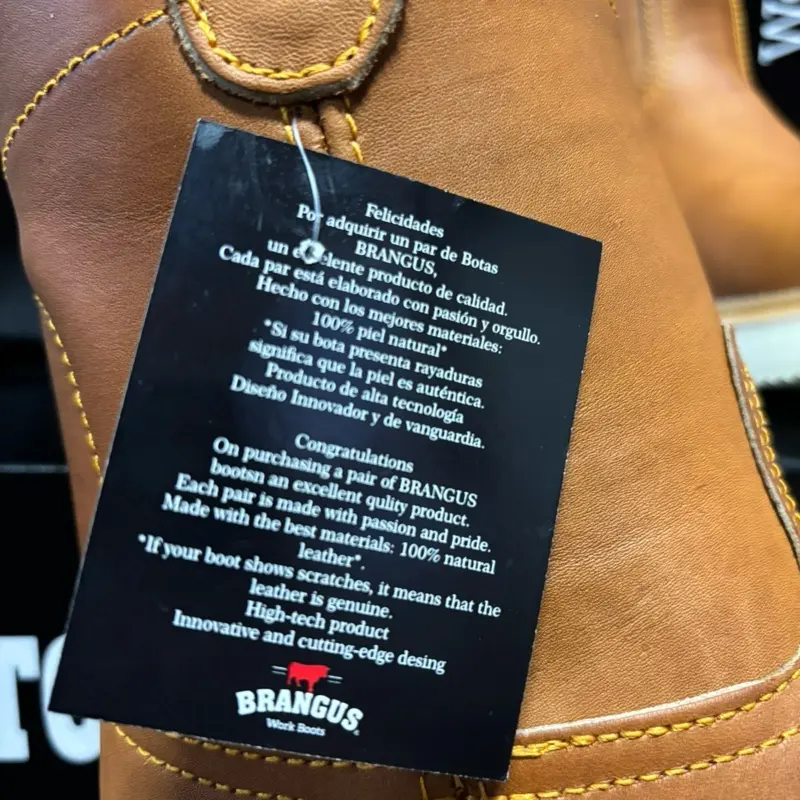 Felicidades
Por adquirir un par de Botas
BRANGUS,
un excelente producto de calidad.
Cada par está elaborado con pasión y orgullo.
Hecho con los mejores materiales:
100% piel natural*
*Si su bota presenta rayaduras
significa que la piel es auténtica.
Producto de alta tecnología
Diseño Innovador y de vanguardia.
Congratulations
On purchasing a pair of BRANGUS
bootsn an excellent qulity product.
Each pair is made with passion and pride.
Made with the best materials: 100% natural
leather*.
*If your boot shows scratches, it means that the
leather is genuine.
High-tech product
Innovative and cutting-edge desing
BRANGUS
Work Boots